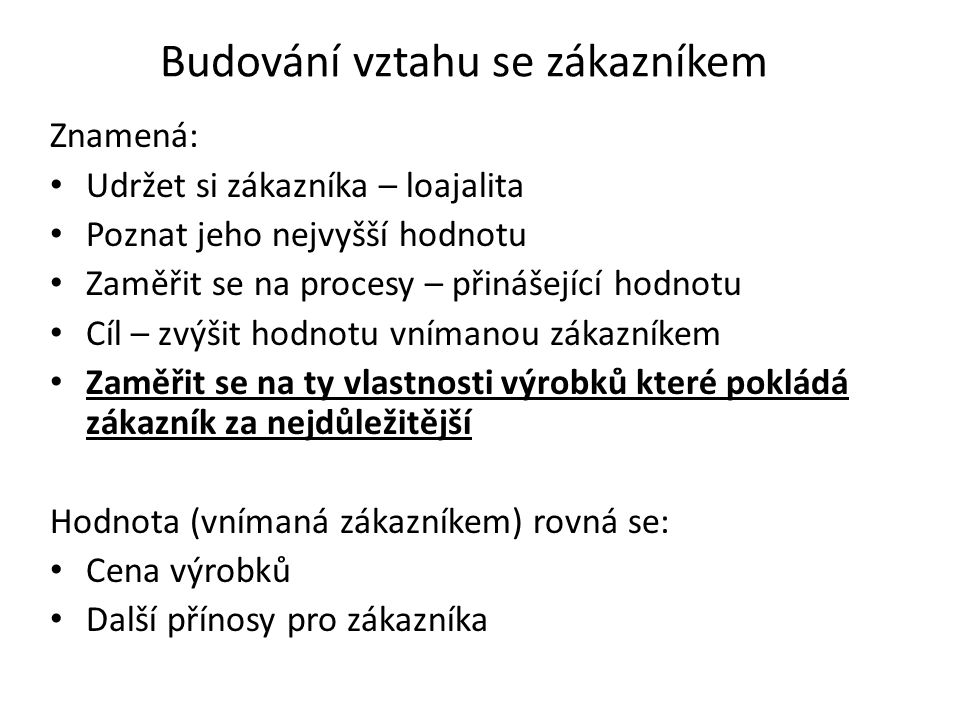 Budování vztahu se zákazníkem
Znamená:
• Udržet si zákazníka – loajalita
• Poznat jeho nejvyšší hodnotu
• Zaměřit se na procesy – přinášející hodnotu
• Cíl – zvýšit hodnotu vnímanou zákazníkem
• Zaměřit se na ty vlastnosti výrobků které pokládá
zákazník za nejdůležitější
Hodnota (vnímaná zákazníkem) rovná se:
• Cena výrobků
• Další přínosy pro zákazníka